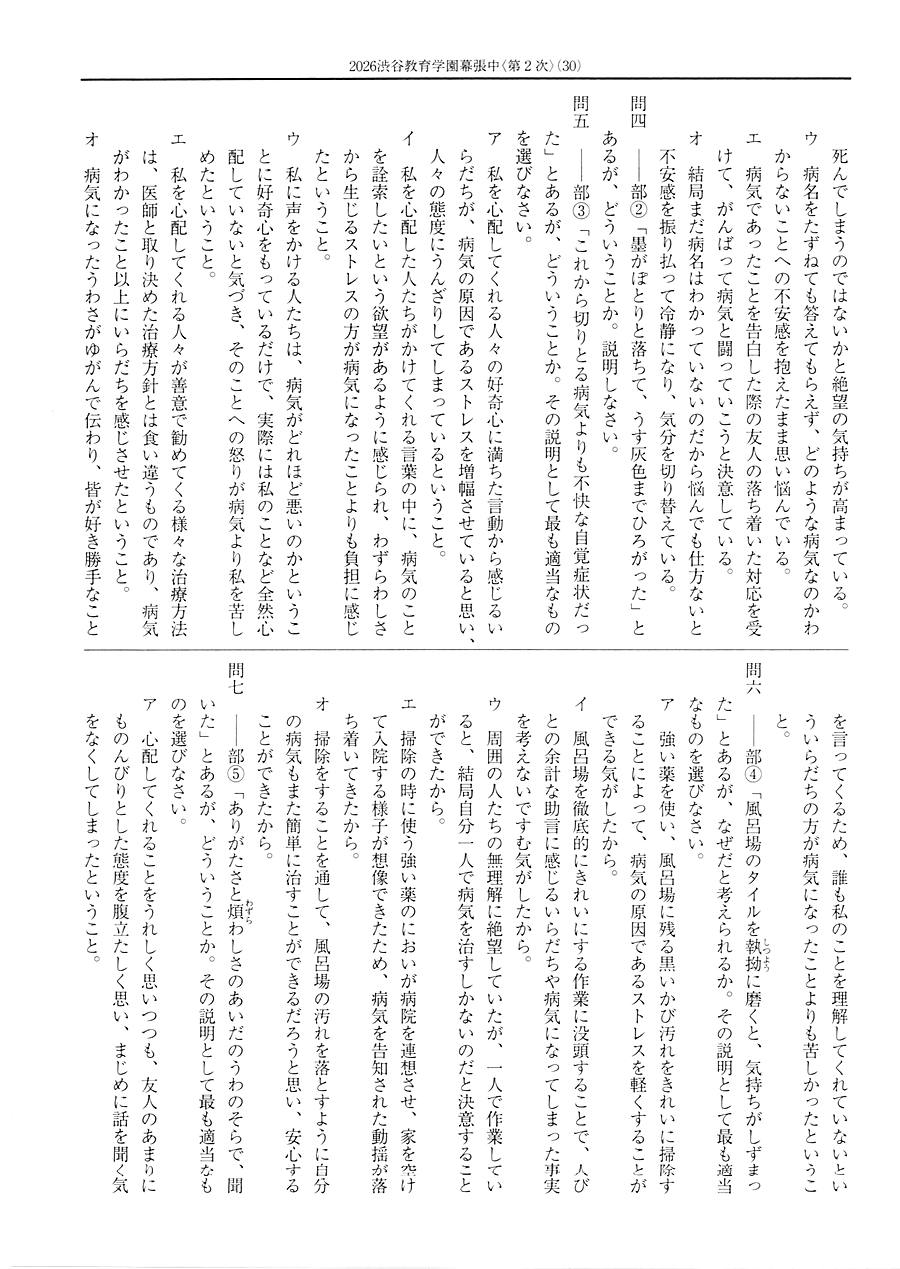 2026渋谷教育学園幕張中〈第2次〉(30)
死んでしまうのではないかと絶望の気持ちが高まっている。
ウ 病名をたずねても答えてもらえず、どのような病気なのかわ
からないことへの不安感を抱えたまま思い悩んでいる。
エ 病気であったことを告白した際の友人の落ち着いた対応を受
けて、がんばって病気と闘っていこうと決意している。
オ 結局まだ病名はわかっていないのだから悩んでも仕方ないと
不安感を振り払って冷静になり、気分を切り替えている。
問四 ――部②「墨がぽとりと落ちて、うす灰色までひろがった」と
あるが、どういうことか。説明しなさい。
問五 ――部③「これから切りとる病気よりも不快な自覚症状だっ
た」とあるが、どういうことか。その説明として最も適当なもの
を選びなさい。
ア 私を心配してくれる人々の好奇心に満ちた言動から感じるい
らだちが、病気の原因であるストレスを増幅させていると思い、
人々の態度にうんざりしてしまっているということ。
イ 私を心配した人たちがかけてくれる言葉の中に、病気のこと
を詮索したいという欲望があるように感じられ、わずらわしさ
から生じるストレスの方が病気になったことよりも負担に感じ
たということ。
ウ 私に声をかける人たちは、病気がどれほど悪いのかというこ
とに好奇心をもっているだけで、実際には私のことなど全然心
配していないと気づき、そのことへの怒りが病気より私を苦し
めたということ。
エ 私を心配してくれる人々が善意で勧めてくる様々な治療方法
は、医師と取り決めた治療方針とは食い違うものであり、病気
がわかったこと以上にいらだちを感じさせたということ。
オ 病気になったうわさがゆがんで伝わり、皆が好き勝手なこと
を言ってくるため、誰も私のことを理解してくれていないとい
ういらだちの方が病気になったことよりも苦しかったというこ
と。
問六 ――部④「風呂場のタイルを執拗に磨くと、気持ちがしずまっ
た」とあるが、なぜだと考えられるか。その説明として最も適当
なものを選びなさい。
ア 強い薬を使い、風呂場に残る黒いかび汚れをきれいに掃除す
ることによって、病気の原因であるストレスを軽くすることが
できる気がしたから。
イ 風呂場を徹底的にきれいにする作業に没頭することで、人び
との余計な助言に感じるいらだちや病気になってしまった事実
を考えないですむ気がしたから。
ウ 周囲の人たちの無理解に絶望していたが、一人で作業してい
ると、結局自分一人で病気を治すしかないのだと決意すること
ができたから。
エ 掃除の時に使う強い薬のにおいが病院を連想させ、家を空け
て入院する様子が想像できたため、病気を告知された動揺が落
ち着いてきたから。
オ 掃除をすることを通して、風呂場の汚れを落とすように自分
の病気もまた簡単に治すことができるだろうと思い、安心する
ことができたから。
問七 ――部⑤「ありがたさと煩わしさのあいだのうわのそらで、聞
いた」とあるが、どういうことか。その説明として最も適当なも
のを選びなさい。
ア 心配してくれることをうれしく思いつつも、友人のあまりに
ものんびりとした態度を腹立たしく思い、まじめに話を聞く気
をなくしてしまったということ。